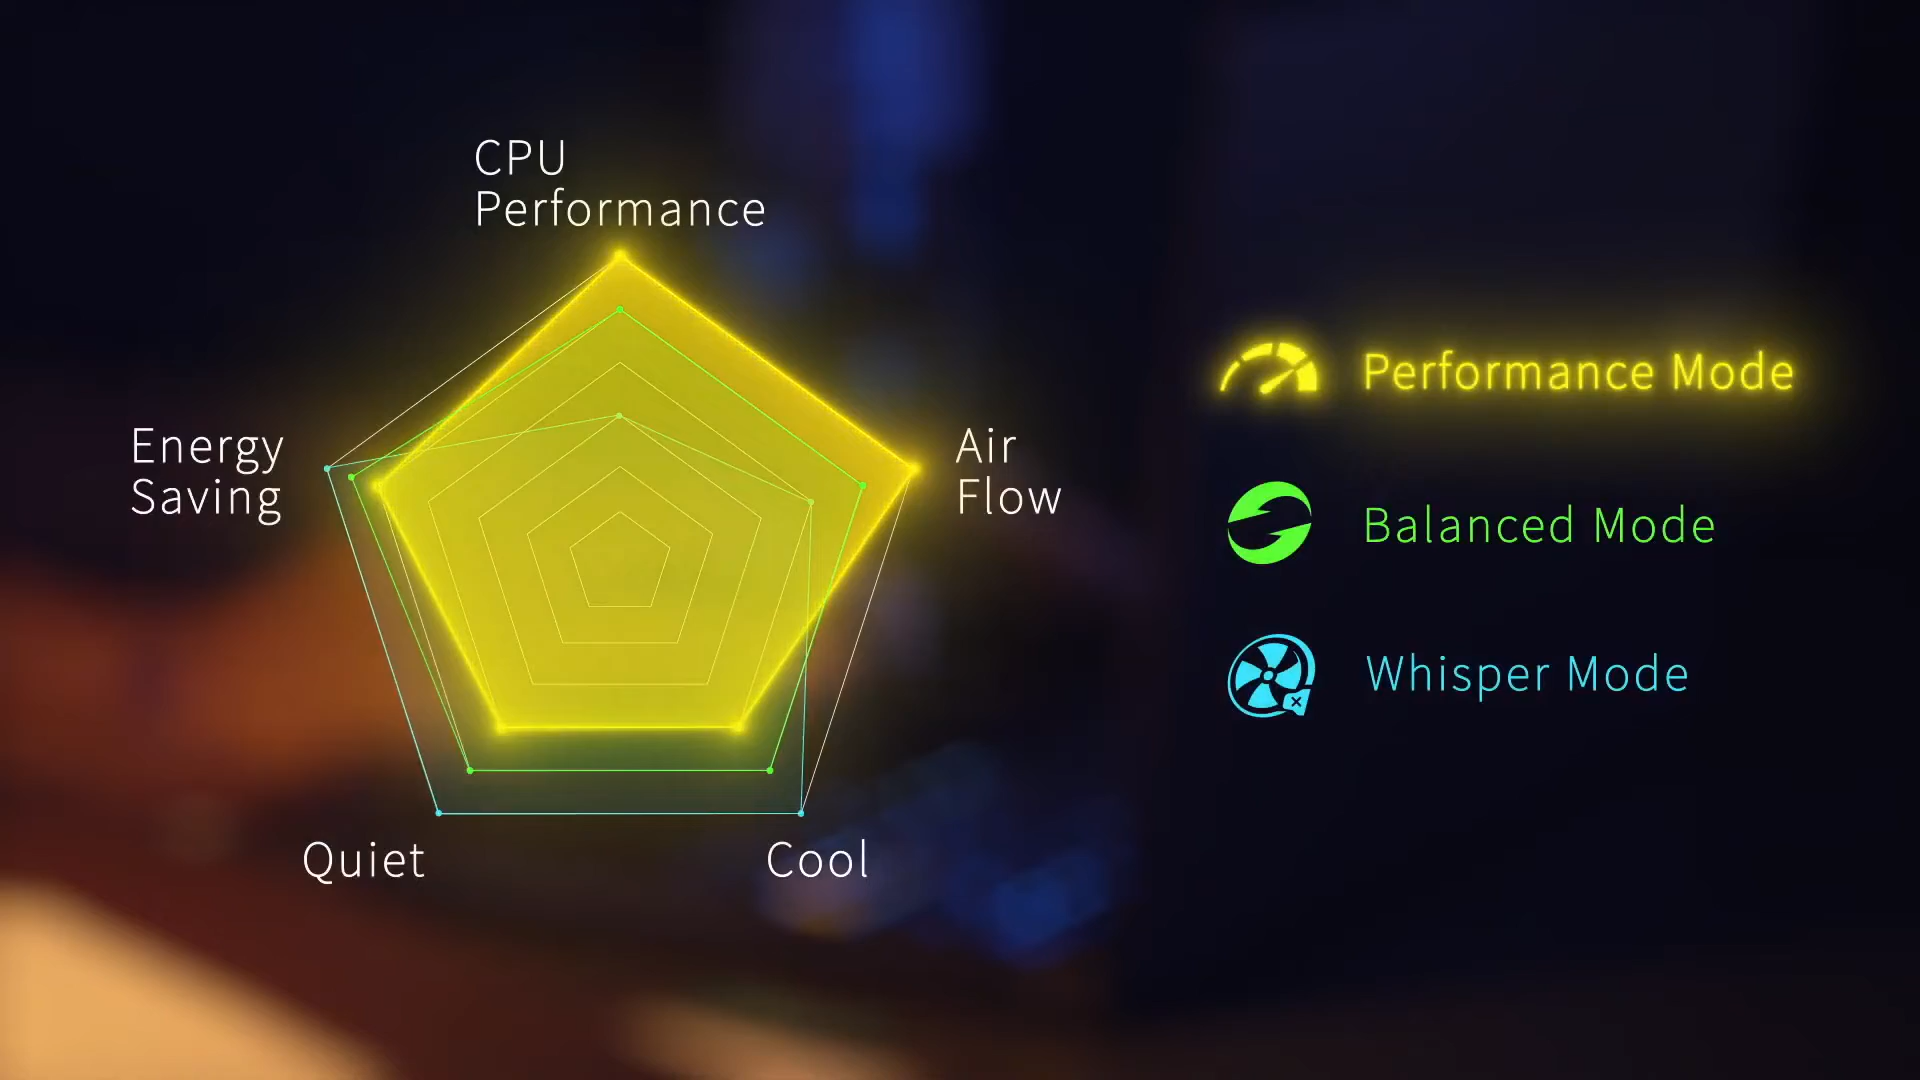 CPU
Performance
Energy
Saving
Air
Flow
Quiet
Cool
Performance Mode
Balanced Mode
Whisper Mode